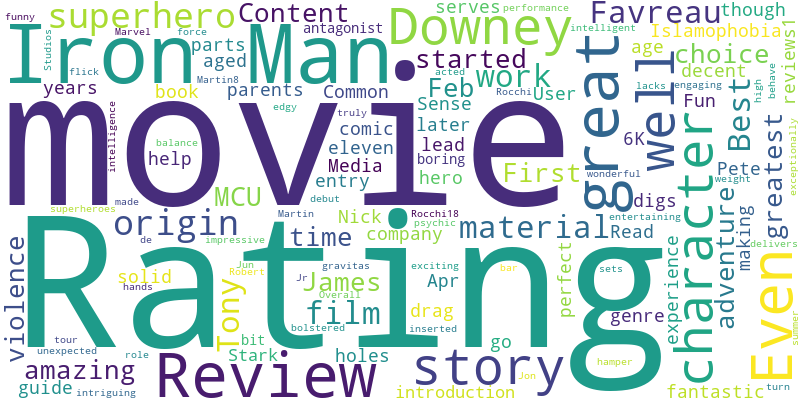 funny
superhero
Content
serves
performance
Favreau
though
Studios
Iron Man
Marvel
force
antagonist
Downey
intelligent
Islamophobia
flick
parts
started
age
choice
reviews1
Martin8
aged
work
great
well
decent
lacks
engaging
high
behave
years
book
parents
Common
Feb
User
Rocchi
acted
edgy
Sense
Fun
Best
greatest
exceptionally
movie
intelligence
truly
comic
later
6K
balance
eleven
lead
boring
help
Media
hero
First
wonderful
Pete
weight
superheroes
made
MCU
entry
debut
digs
character
adventure
making
entertaining
origin
Martin
Nick
Rocchi18
material
Read
de
time
company
psychic
delivers
violence
impressive
Rating
Jun
gravitas
exciting
perfect
experience
Even
solid
Robert
James
Apr
bar
sets
hands
Tony
Jr
Overall
film
drag
genre
summer
bolstered
inserted
tour
bit
go
unexpected
role
Stark
holes
story
hamper
amazing
Review
Jon
guide
intriguing
introduction
fantastic
turn